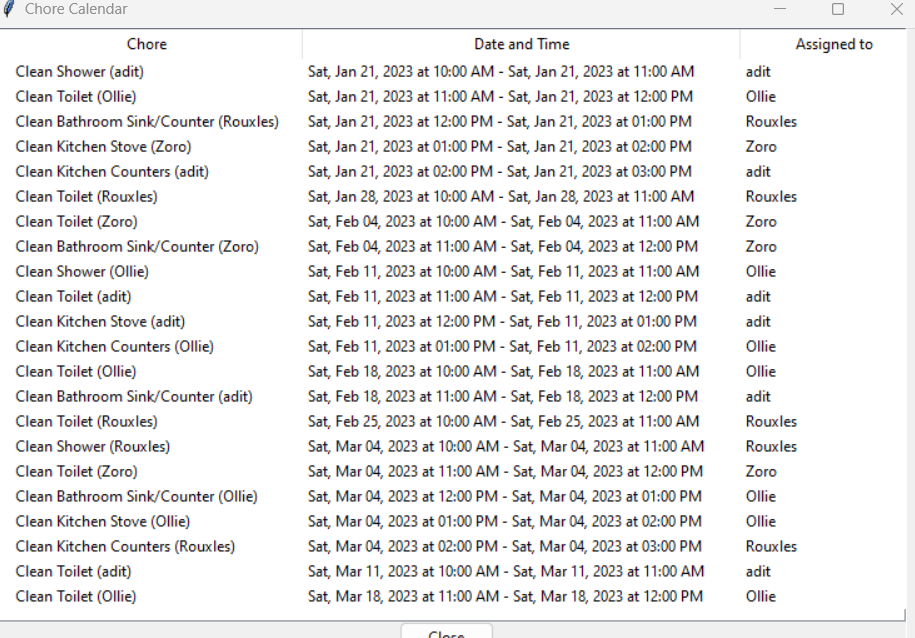 Chore Calendar
Chore Date and Time Assigned to
Clean Shower (adit) Sat, Jan 21, 2023 at 10:00 AM - Sat, Jan 21, 2023 at 11:00 AM adit
Clean Toilet (Ollie) Sat, Jan 21, 2023 at 11:00 AM - Sat, Jan 21, 2023 at 12:00 PM Ollie
Clean Bathroom Sink/Counter (Rouxles) Sat, Jan 21, 2023 at 12:00 PM - Sat, Jan 21, 2023 at 01:00 PM Rouxles
Clean Kitchen Stove (Zoro) Sat, Jan 21, 2023 at 01:00 PM - Sat, Jan 21, 2023 at 02:00 PM Zoro
Clean Kitchen Counters (adit) Sat, Jan 21, 2023 at 02:00 PM - Sat, Jan 21, 2023 at 03:00 PM adit
Clean Toilet (Rouxles) Sat, Jan 28, 2023 at 10:00 AM - Sat, Jan 28, 2023 at 11:00 AM Rouxles
Clean Toilet (Zoro) Sat, Feb 04, 2023 at 10:00 AM - Sat, Feb 04, 2023 at 11:00 AM Zoro
Clean Bathroom Sink/Counter (Zoro) Sat, Feb 04, 2023 at 11:00 AM - Sat, Feb 04, 2023 at 12:00 PM Zoro
Clean Shower (Ollie) Sat, Feb 11, 2023 at 10:00 AM - Sat, Feb 11, 2023 at 11:00 AM Ollie
Clean Toilet (adit) Sat, Feb 11, 2023 at 11:00 AM - Sat, Feb 11, 2023 at 12:00 PM adit
Clean Kitchen Stove (adit) Sat, Feb 11, 2023 at 12:00 PM - Sat, Feb 11, 2023 at 01:00 PM adit
Clean Kitchen Counters (Ollie) Sat, Feb 11, 2023 at 01:00 PM - Sat, Feb 11, 2023 at 02:00 PM Ollie
Clean Toilet (Ollie) Sat, Feb 18, 2023 at 10:00 AM - Sat, Feb 18, 2023 at 11:00 AM Ollie
Clean Bathroom Sink/Counter (adit) Sat, Feb 18, 2023 at 11:00 AM - Sat, Feb 18, 2023 at 12:00 PM adit
Clean Toilet (Rouxles) Sat, Feb 25, 2023 at 10:00 AM - Sat, Feb 25, 2023 at 11:00 AM Rouxles
Clean Shower (Rouxles) Sat, Mar 04, 2023 at 10:00 AM - Sat, Mar 04, 2023 at 11:00 AM Rouxles
Clean Toilet (Zoro) Sat, Mar 04, 2023 at 11:00 AM - Sat, Mar 04, 2023 at 12:00 PM Zoro
Clean Bathroom Sink/Counter (Ollie) Sat, Mar 04, 2023 at 12:00 PM - Sat, Mar 04, 2023 at 01:00 PM Ollie
Clean Kitchen Stove (Ollie) Sat, Mar 04, 2023 at 01:00 PM - Sat, Mar 04, 2023 at 02:00 PM Ollie
Clean Kitchen Counters (Rouxles) Sat, Mar 04, 2023 at 02:00 PM - Sat, Mar 04, 2023 at 03:00 PM Rouxles
Clean Toilet (adit) Sat, Mar 11, 2023 at 10:00 AM - Sat, Mar 11, 2023 at 11:00 AM adit
Clean Toilet (Ollie) Sat, Mar 18, 2023 at 11:00 AM - Sat, Mar 18, 2023 at 12:00 PM Ollie
Close